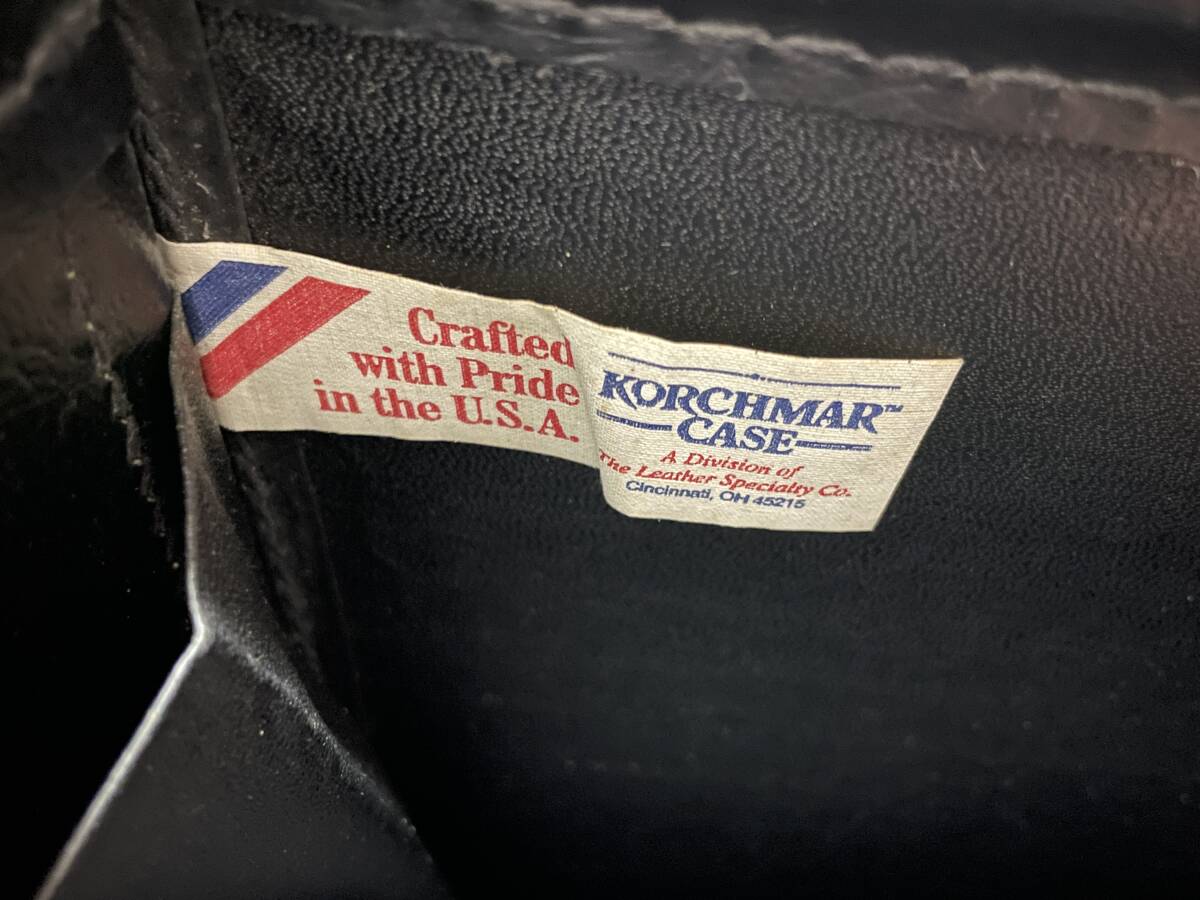 Crafted
with Pride
in the U.S.A.
KORCHMAR™
CASE
A Division of
The Leather Specialty Co.
Cincinnati, OH 45215